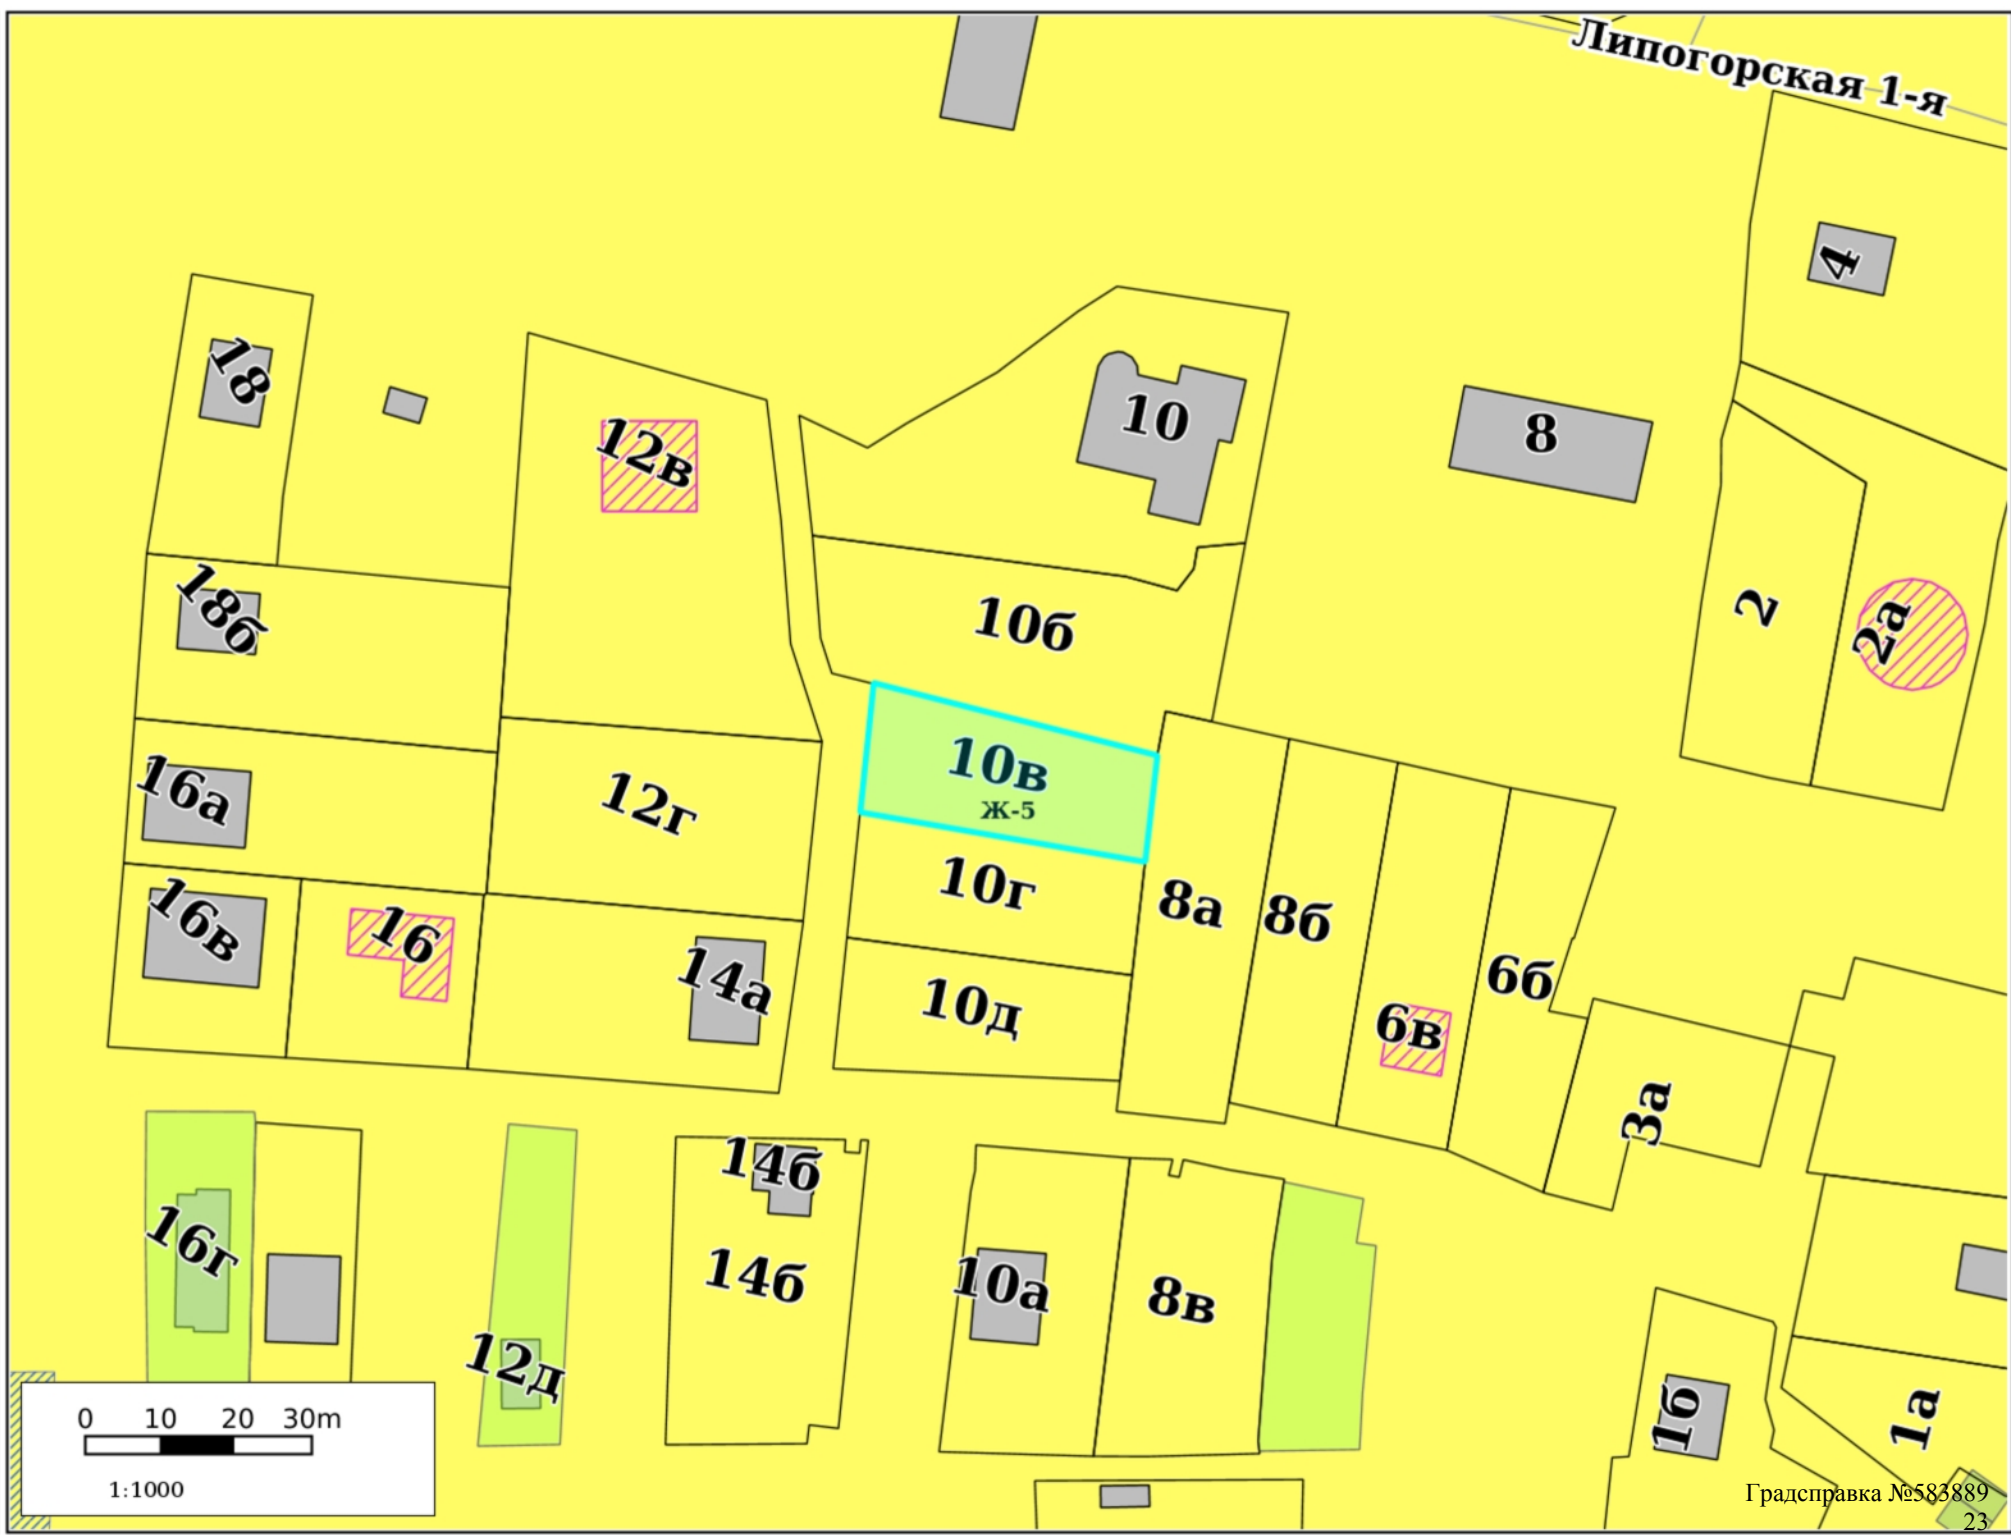 Липогорская 1-я
4
18
12в
10
8
18б
10б
2
2а
10в
Ж-5
16а
12г
10г
8а
8б
16в
16
14а
10д
6б
6в
3а
14б
16г
14б
10а
8в
12д
1б
1а
0 10 20 30m
1:1000
Градсправка №583889
23